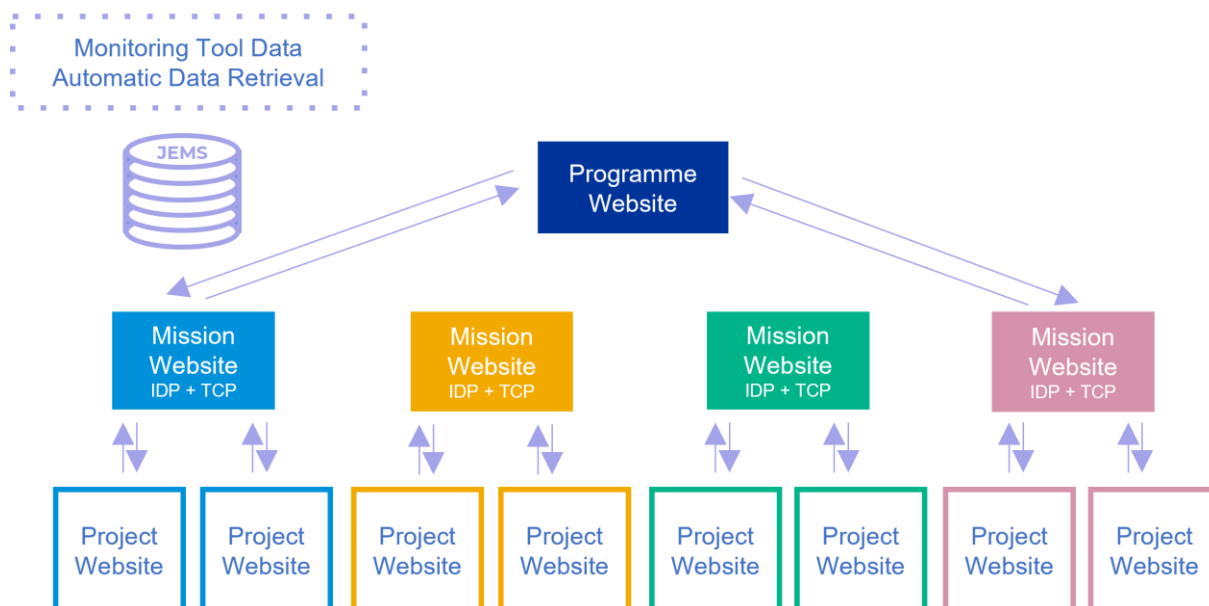 Monitoring Tool Data
Automatic Data Retrieval
JEMS
Programme
Website
Mission
Website
IDP + TCP
Mission
Website
IDP + TCP
Mission
Website
IDP + TCP
Mission
Website
IDP + TCP
Project
Website
Project
Website
Project
Website
Project
Website
Project
Website
Project
Website
Project
Website
Project
Website